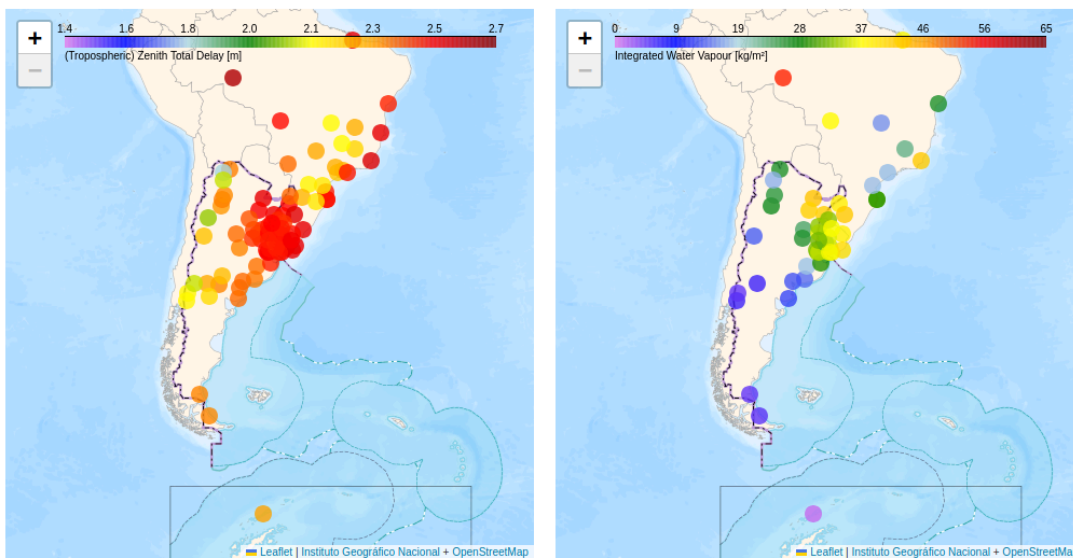 +
−
1.4 1.6 1.8 2.0 2.1 2.3 2.5 2.7
(Tropospheric) Zenith Total Delay [m]
Leaflet | Instituto Geográfico Nacional + OpenStreetMap
+
−
0 9 19 28 37 46 56 65
Integrated Water Vapour [kg/m²]
Leaflet | Instituto Geográfico Nacional + OpenStreetMap